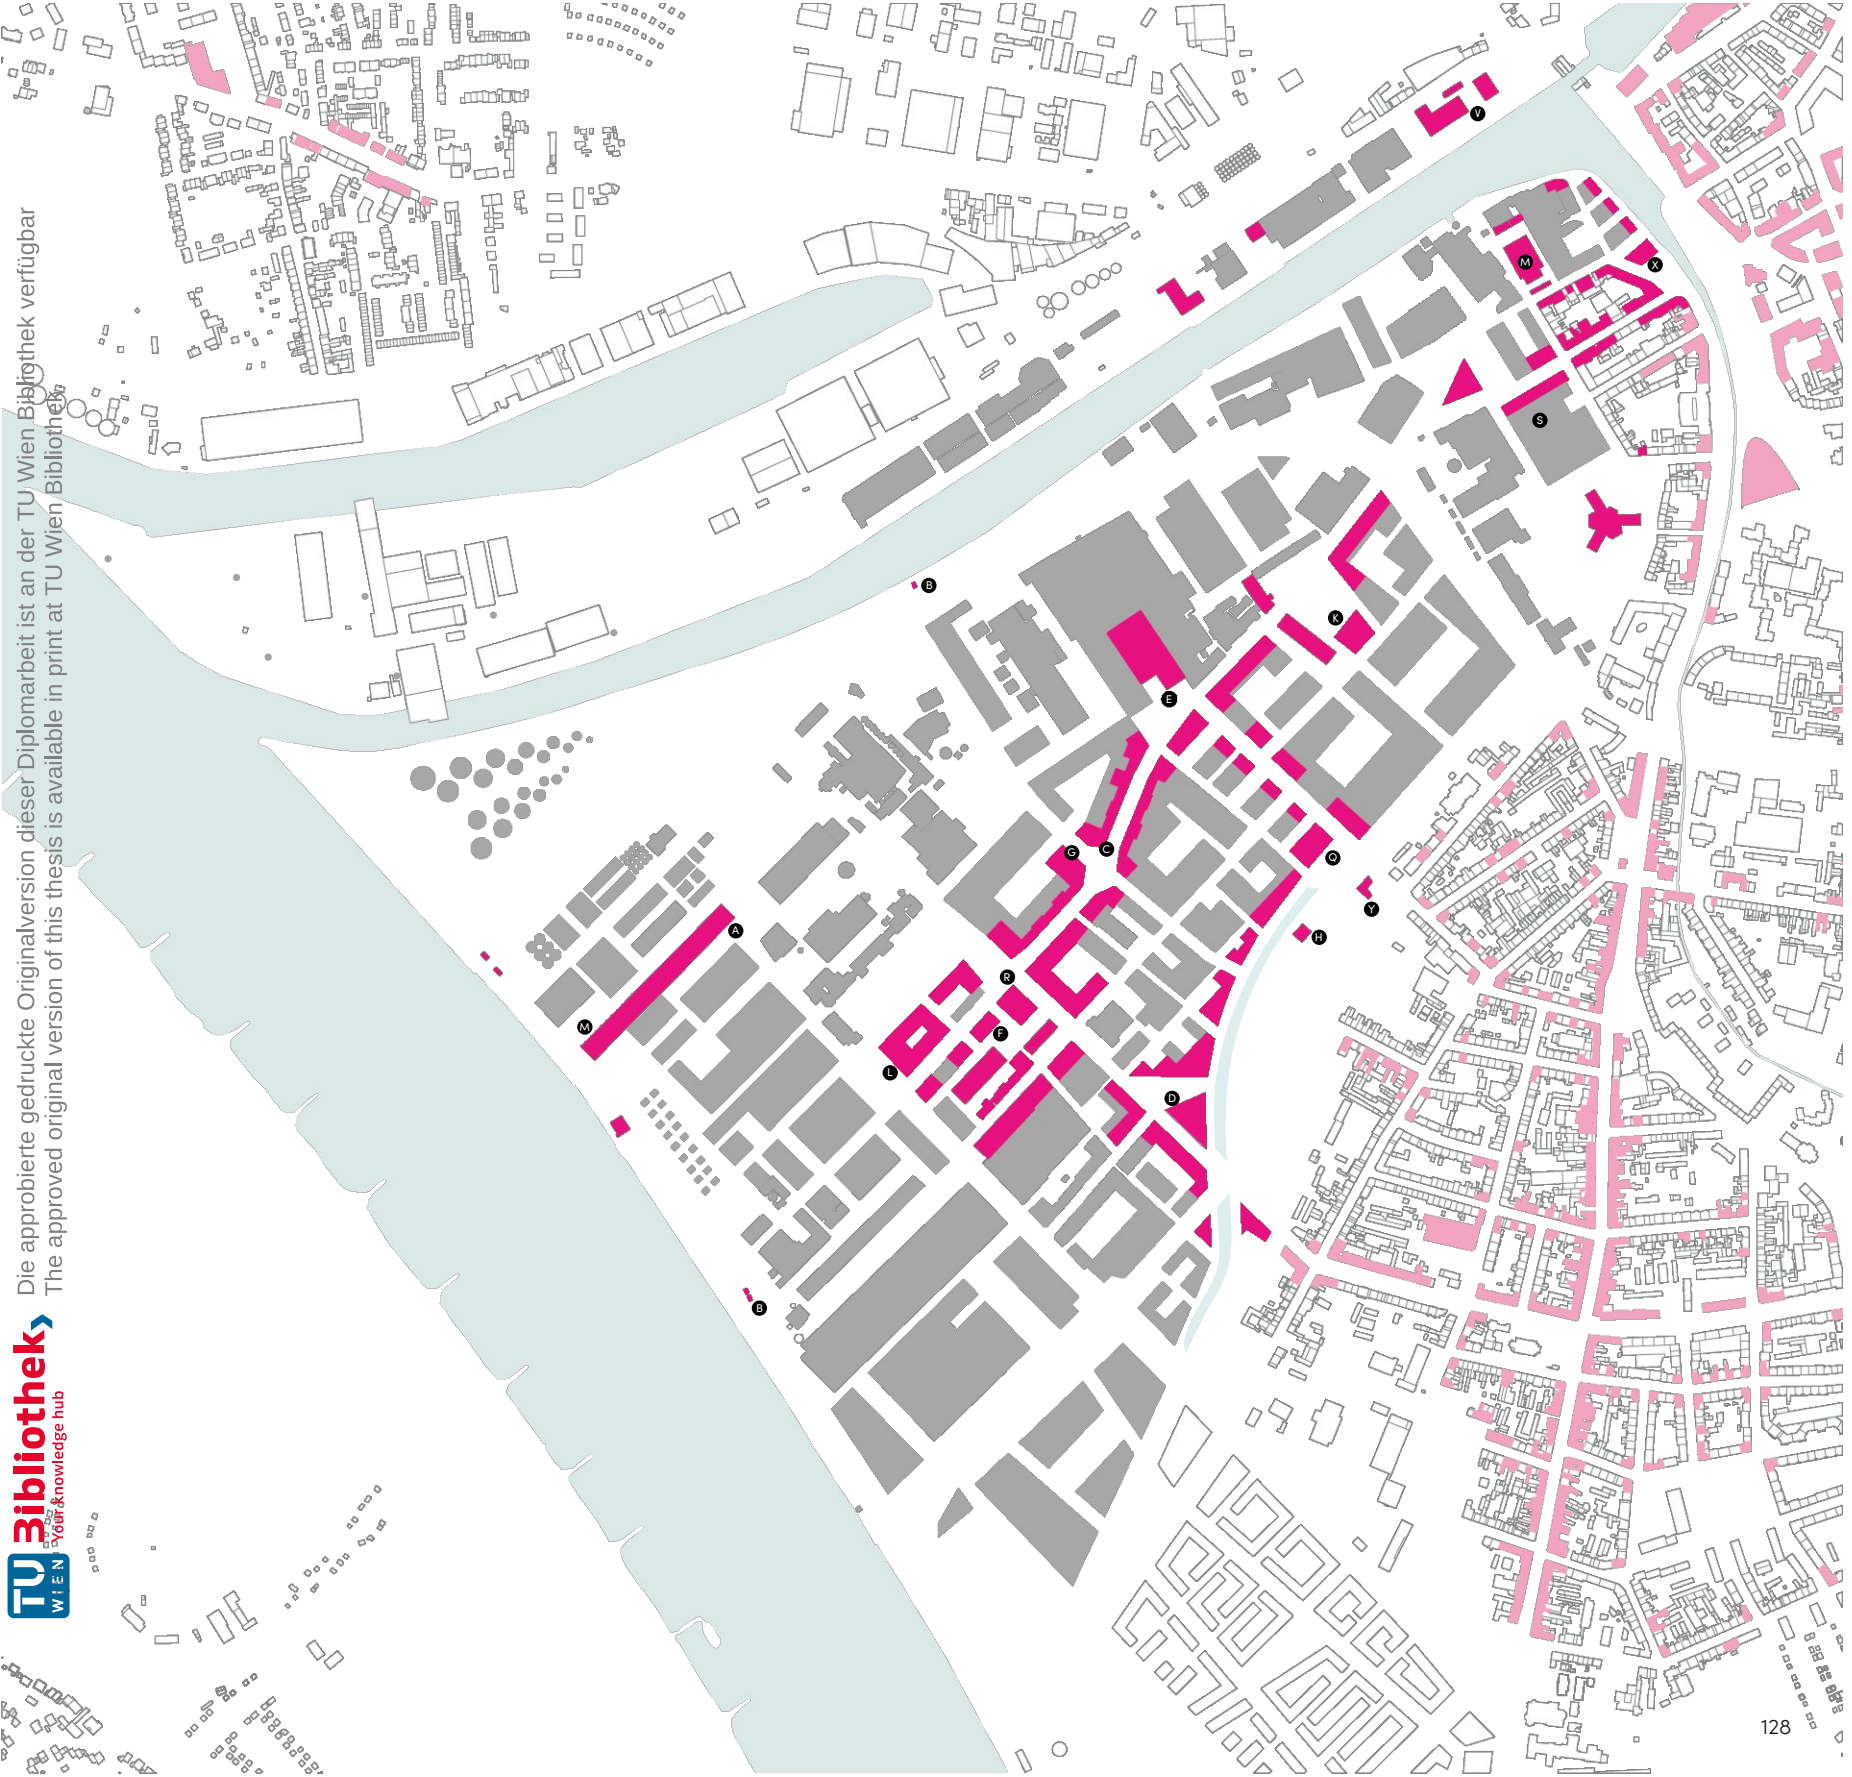 Die approbierte gedruckte Originalversion dieser Diplomarbeit ist an der TU Wien Bibliothek verfügbar
The approved original version of this thesis is available in print at TU Wien Bibliothek.
TU Bibliothek
WIEN Your knowledge hub
V
M
X
S
B
K
E
G
C
Q
Y
A
H
R
M
F
L
D
B
128